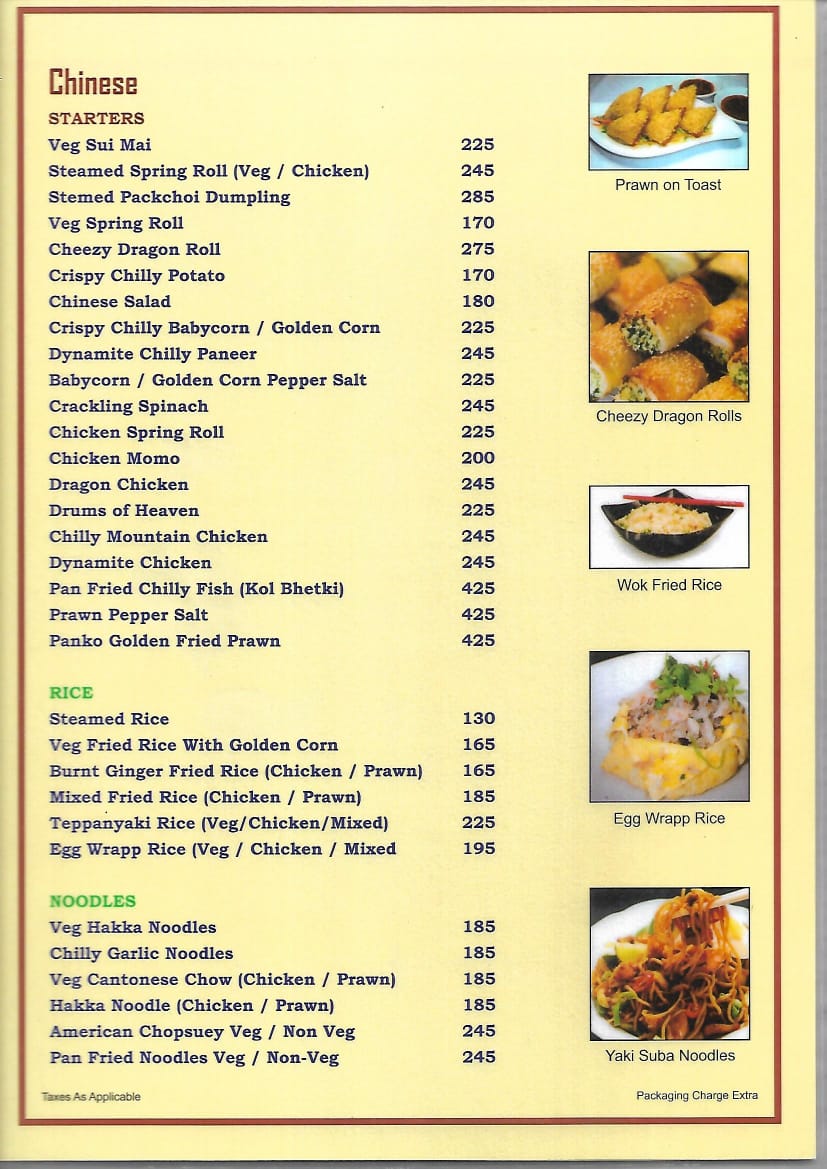 Chinese
STARTERS
Veg Sui Mai 225
Steamed Spring Roll (Veg / Chicken) 245
Stemed Packchoi Dumpling 285
Veg Spring Roll 170
Cheezy Dragon Roll 275
Crispy Chilly Potato 170
Chinese Salad 180
Crispy Chilly Babycorn / Golden Corn 225
Dynamite Chilly Paneer 245
Babycorn / Golden Corn Pepper Salt 225
Crackling Spinach 245
Chicken Spring Roll 225
Chicken Momo 200
Dragon Chicken 245
Drums of Heaven 225
Chilly Mountain Chicken 245
Dynamite Chicken 245
Pan Fried Chilly Fish (Kol Bhetki) 425
Prawn Pepper Salt 425
Panko Golden Fried Prawn 425
RICE
Steamed Rice 130
Veg Fried Rice With Golden Corn 165
Burnt Ginger Fried Rice (Chicken / Prawn) 165
Mixed Fried Rice (Chicken / Prawn) 185
Teppanyaki Rice (Veg/Chicken/Mixed) 225
Egg Wrapp Rice (Veg / Chicken / Mixed 195
NOODLES
Veg Hakka Noodles 185
Chilly Garlic Noodles 185
Veg Cantonese Chow (Chicken / Prawn) 185
Hakka Noodle (Chicken / Prawn) 185
American Chopsuey Veg / Non Veg 245
Pan Fried Noodles Veg / Non-Veg 245
Prawn on Toast
Cheezy Dragon Rolls
Wok Fried Rice
Egg Wrapp Rice
Yaki Suba Noodles
Taxes As Applicable
Packaging Charge Extra